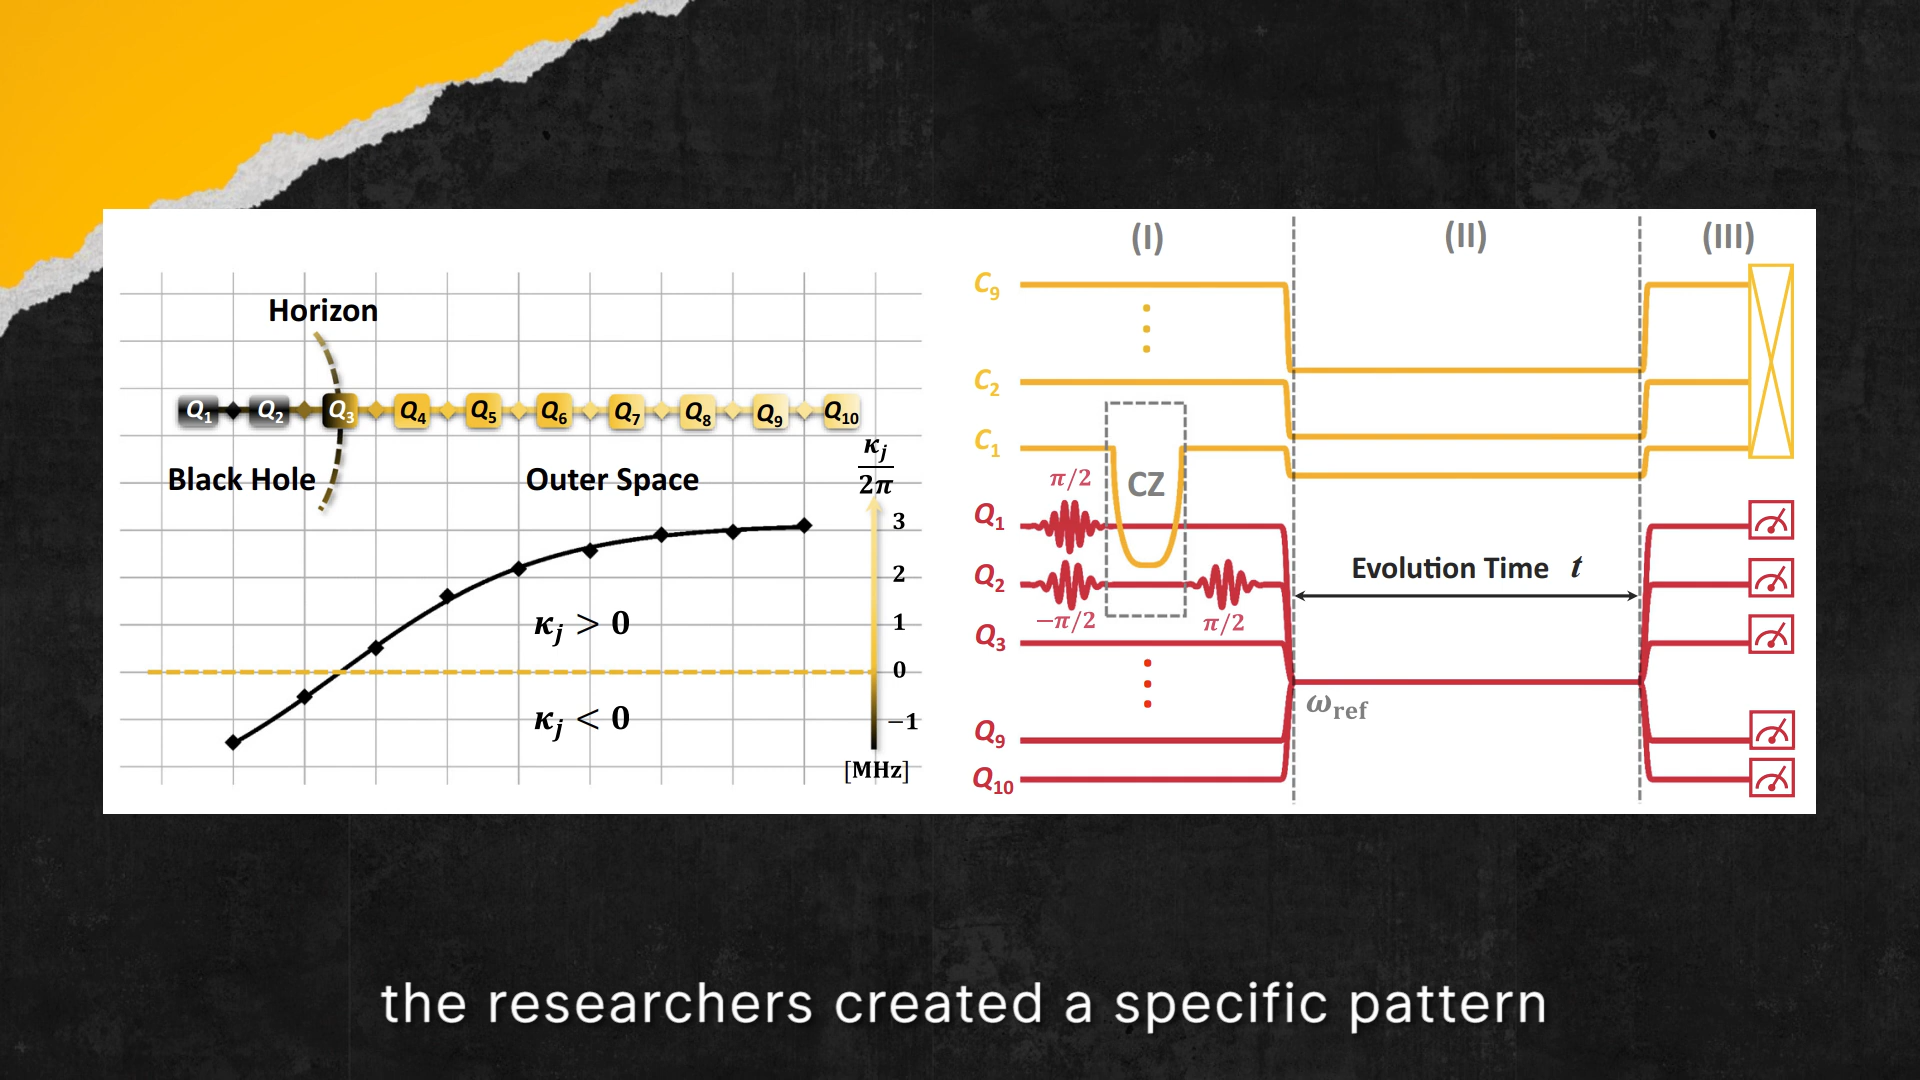 Horizon
Q1 Q2 Q3 Q4 Q5 Q6 Q7 Q8 Q9 Q10
Black Hole
Outer Space
κj
2π
3
2
κj > 0
1
0
κj < 0
−1
[MHz]
(I)
(II)
(III)
C9
C2
C1
CZ
π/2
Q1
Q2
Evolution Time t
−π/2
π/2
Q3
ωref
Q9
Q10
the researchers created a specific pattern